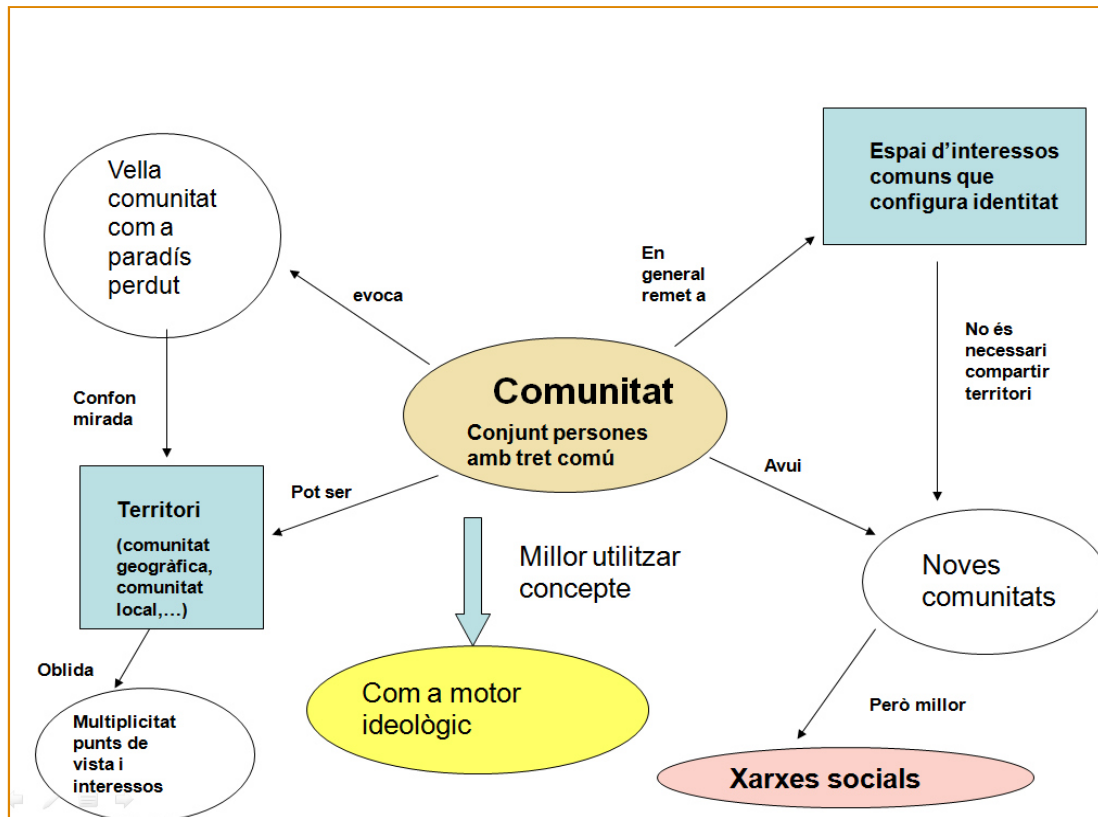 Vella
comunitat
com a
paradís
perdut
Espai d’interessos
comuns que
configura identitat
evoca
En
general
remet a
No és
necessari
compartir
territori
Confon
mirada
Comunitat
Conjunt persones
amb tret comú
Avui
Pot ser
Territori
(comunitat
geogràfica,
comunitat
local,…)
Millor utilitzar
concepte
Noves
comunitats
Oblida
Com a motor
ideològic
Però millor
Multiplicitat
punts de
vista i
interessos
Xarxes socials